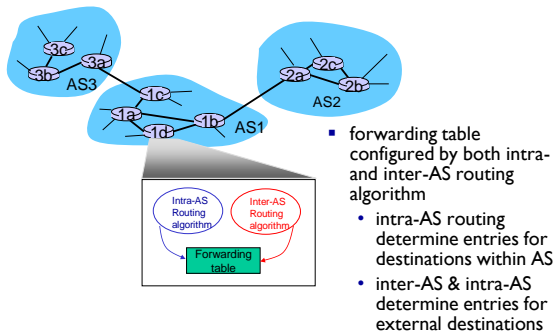 3c
3a
3b
AS3
1c
1a
1d
1b
AS1
2c
2a
2b
AS2
Intra-AS
Routing
algorithm
Inter-AS
Routing
algorithm
Forwarding
table
▪ forwarding table
configured by both intra-
and inter-AS routing
algorithm
• intra-AS routing
determine entries for
destinations within AS
• inter-AS & intra-AS
determine entries for
external destinations